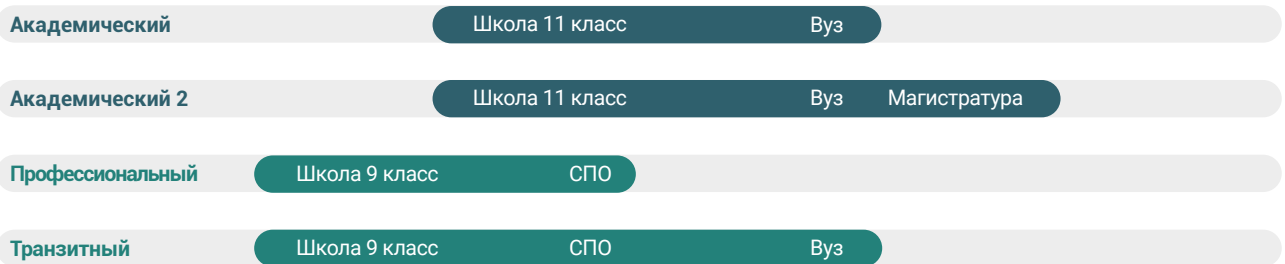 Академический Школа 11 класс Вуз
Академический 2 Школа 11 класс Вуз Магистратура
Профессиональный Школа 9 класс СПО
Транзитный Школа 9 класс СПО Вуз